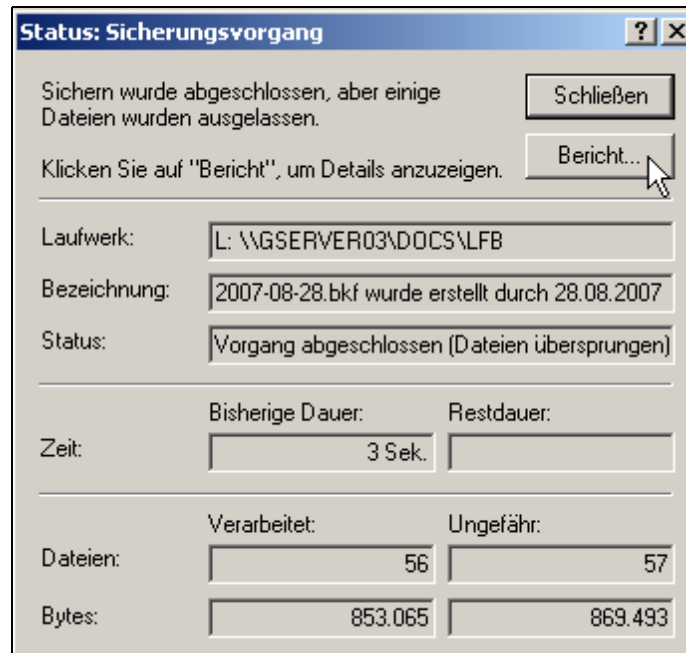 Status: Sicherungsvorgang
Sichern wurde abgeschlossen, aber einige
Dateien wurden ausgelassen.
Schließen
Klicken Sie auf "Bericht", um Details anzuzeigen.
Bericht...
Laufwerk: L: \\GSERVER03\DOCS\LFB
Bezeichnung: 2007-08-28.bkf wurde erstellt durch 28.08.2007
Status: Vorgang abgeschlossen (Dateien übersprungen)
Bisherige Dauer: Restdauer:
Zeit: 3 Sek.
Verarbeitet: Ungefähr:
Dateien: 56 57
Bytes: 853.065 869.493